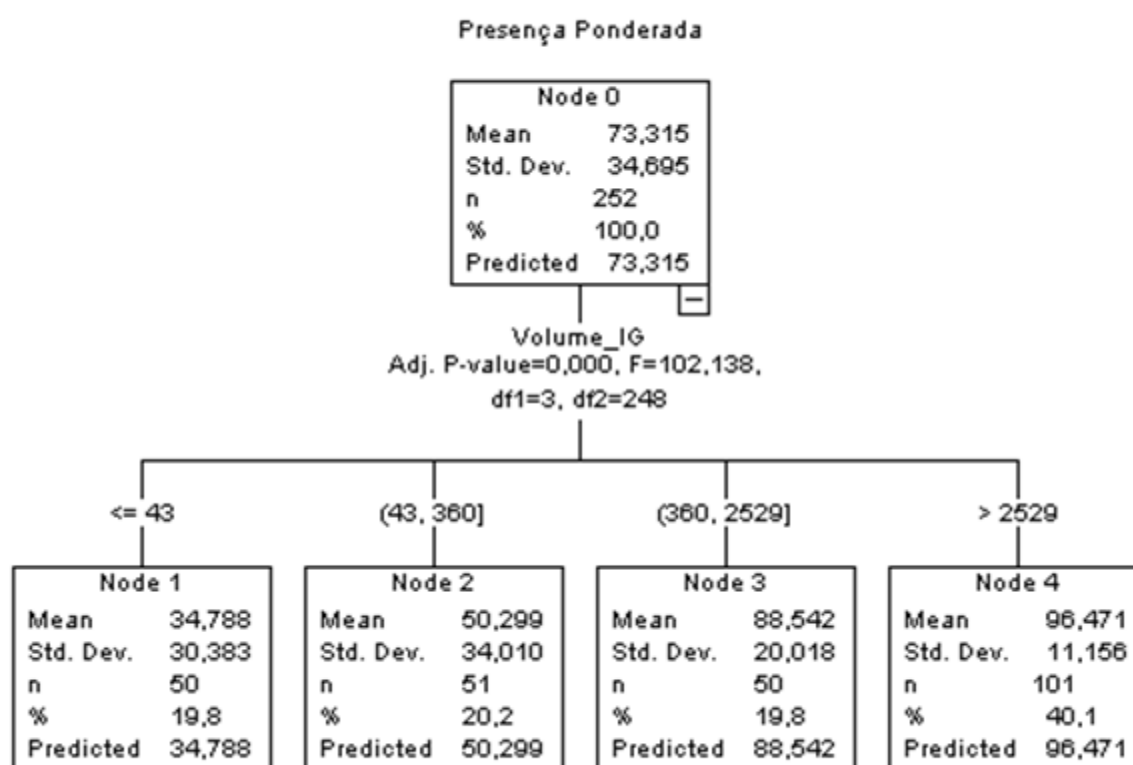 Presença Ponderada
Node 0
Mean 73,315
Std. Dev. 34,695
n 252
% 100,0
Predicted 73,315
Volume_IG
Adj. P-value=0,000, F=102,138,
df1=3, df2=248
<= 43
(43, 360]
(360, 2529]
> 2529
Node 1
Mean 34,788
Std. Dev. 30,383
n 50
% 19,8
Predicted 34,788
Node 2
Mean 50,299
Std. Dev. 34,010
n 51
% 20,2
Predicted 50,299
Node 3
Mean 88,542
Std. Dev. 20,018
n 50
% 19,8
Predicted 88,542
Node 4
Mean 96,471
Std. Dev. 11,156
n 101
% 40,1
Predicted 96,471